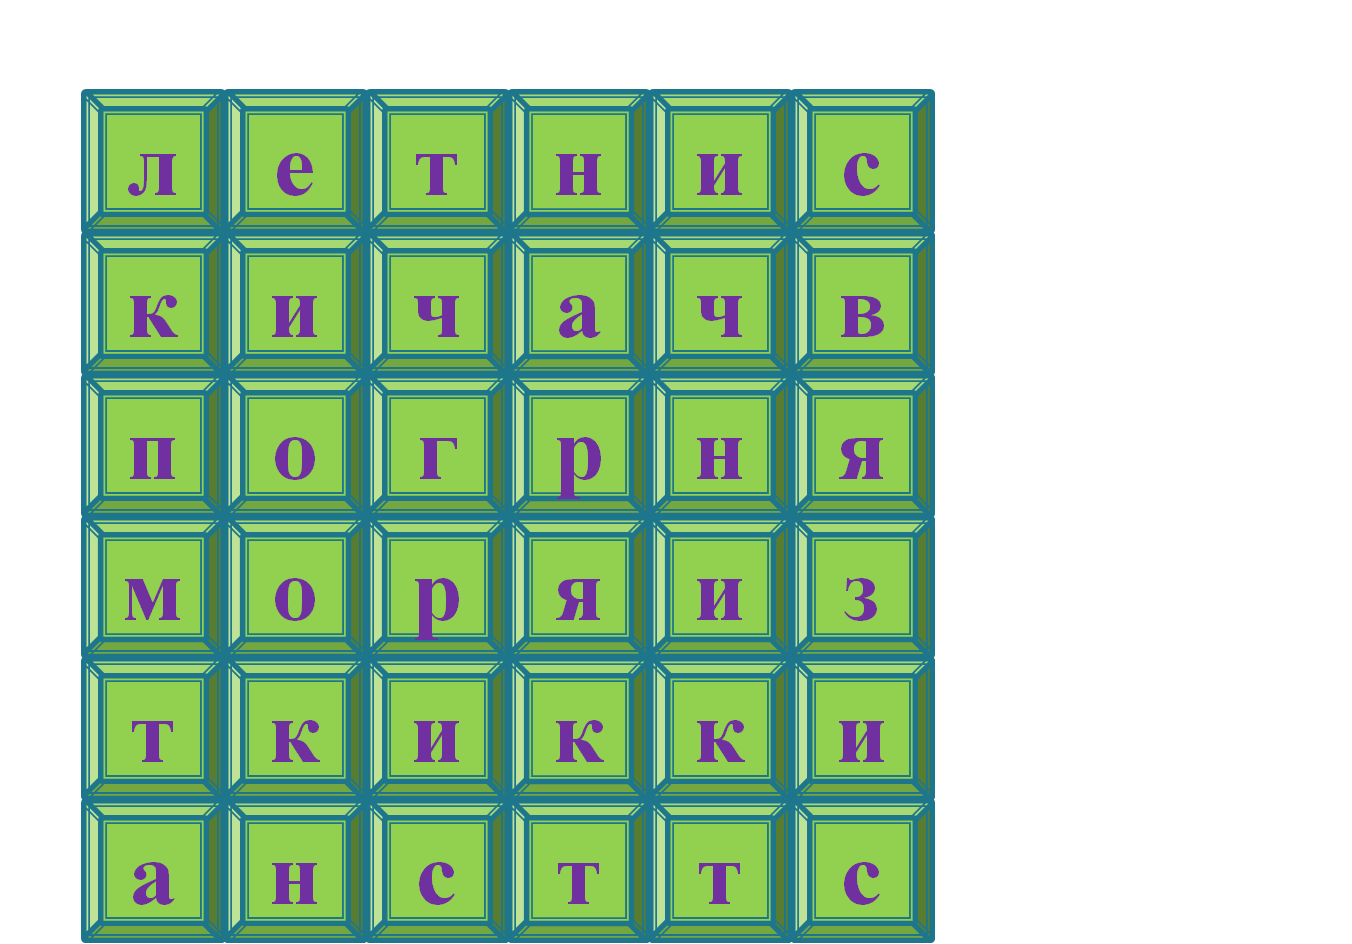 л е т н и с
к и ч а ч в
п о г р н я
м о р я и з
т к и к к и
а н с т т с